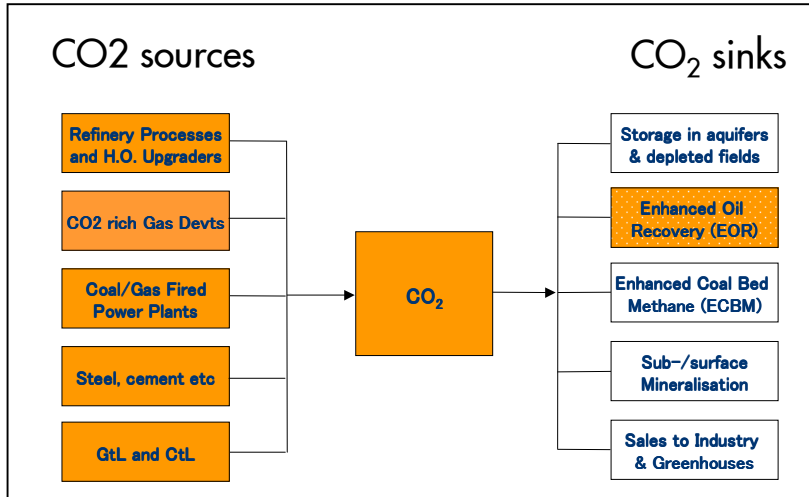 CO2 sources
CO₂ sinks
Refinery Processes
and H.O. Upgraders
CO2 rich Gas Devts
Coal/Gas Fired
Power Plants
Steel, cement etc
GtL and CtL
CO₂
Storage in aquifers
& depleted fields
Enhanced Oil
Recovery (EOR)
Enhanced Coal Bed
Methane (ECBM)
Sub-/surface
Mineralisation
Sales to Industry
& Greenhouses